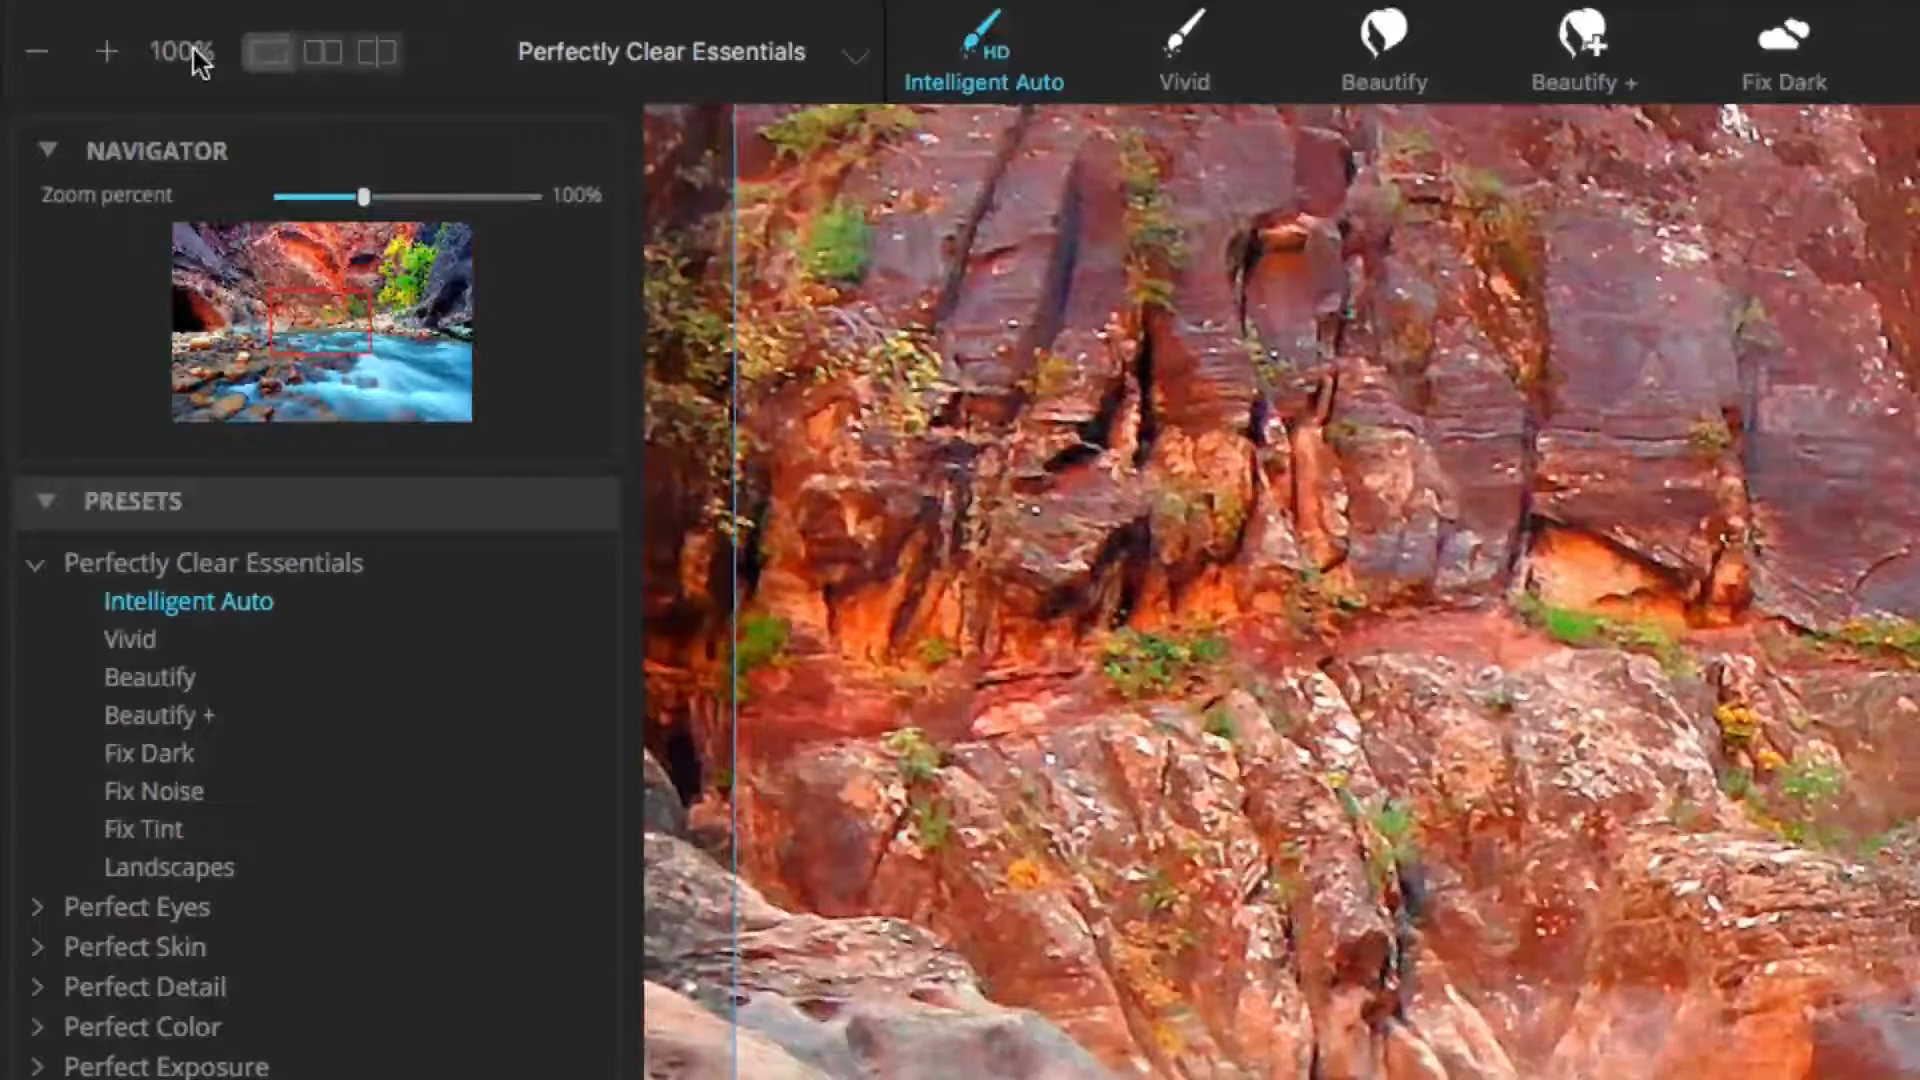 100%
Perfectly Clear Essentials
HD
Intelligent Auto
Vivid
Beautify
Beautify +
Fix Dark
NAVIGATOR
Zoom percent
100%
PRESETS
Perfectly Clear Essentials
Intelligent Auto
Vivid
Beautify
Beautify +
Fix Dark
Fix Noise
Fix Tint
Landscapes
Perfect Eyes
Perfect Skin
Perfect Detail
Perfect Color
Perfect Exposure